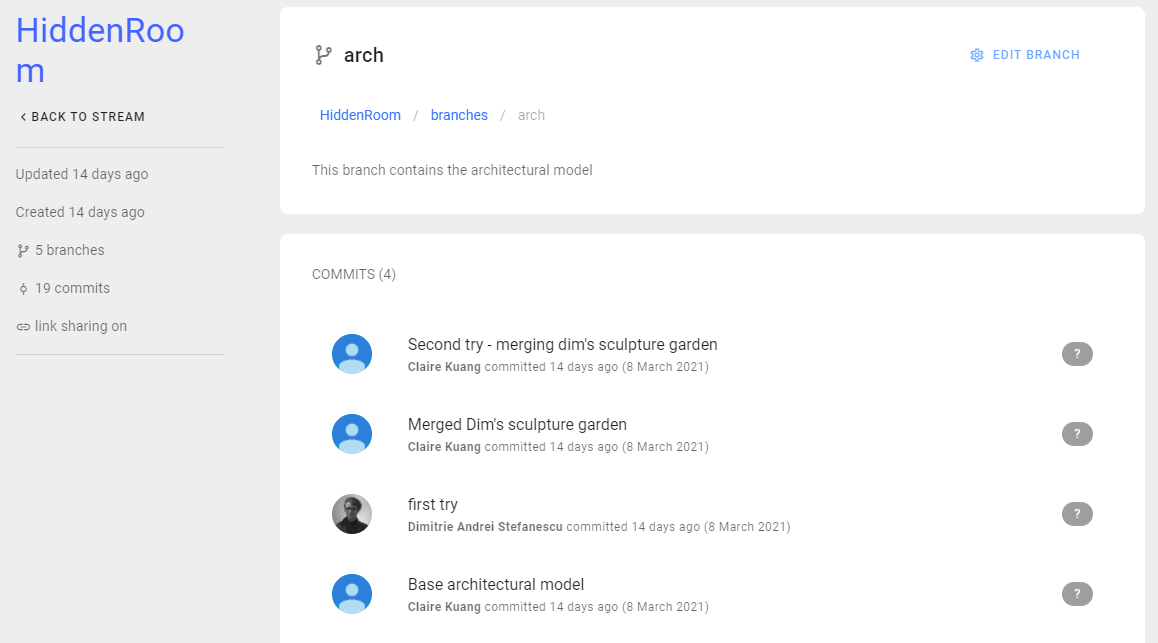 HiddenRoo
m
BACK TO STREAM
Updated 14 days ago
Created 14 days ago
5 branches
19 commits
link sharing on
arch
EDIT BRANCH
HiddenRoom / branches / arch
This branch contains the architectural model
COMMITS (4)
Second try - merging dim's sculpture garden
Claire Kuang committed 14 days ago (8 March 2021)
?
Merged Dim's sculpture garden
Claire Kuang committed 14 days ago (8 March 2021)
?
first try
Dimitrie Andrei Stefanescu committed 14 days ago (8 March 2021)
?
Base architectural model
Claire Kuang committed 14 days ago (8 March 2021)
?